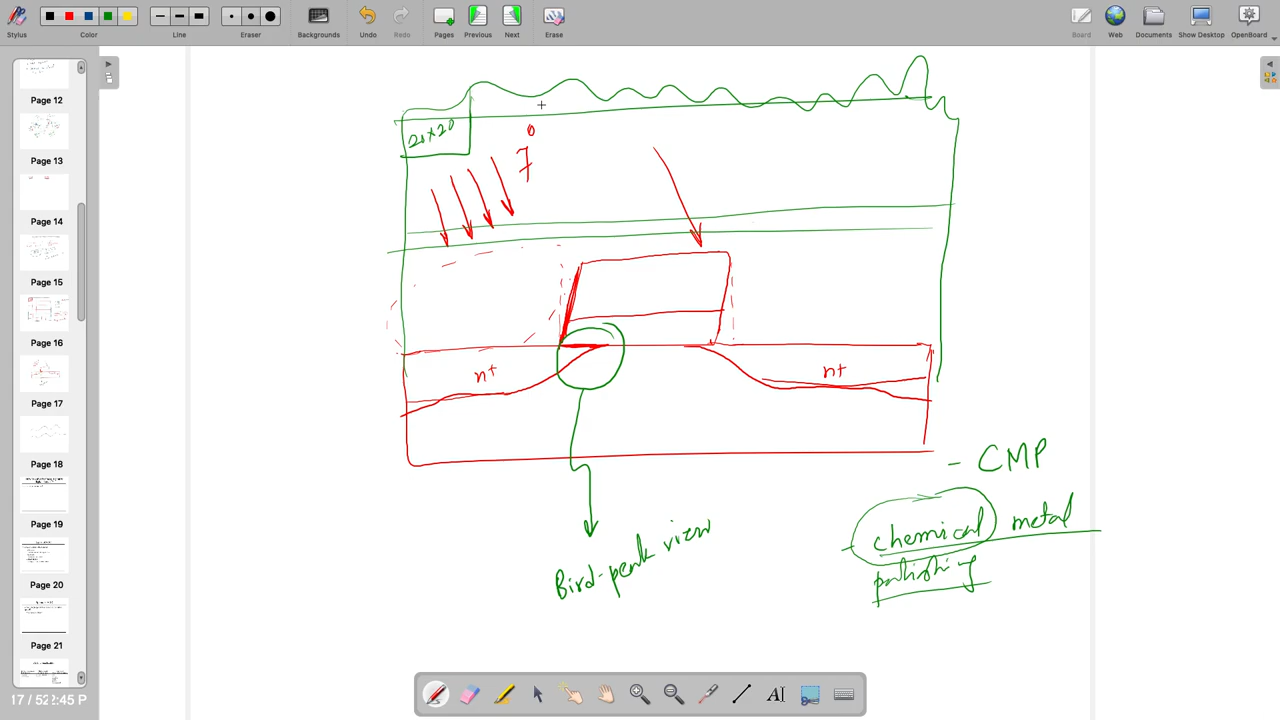 Stylus
Color
Line
Eraser
Backgrounds
Undo
Redo
Pages
Previous
Next
Erase
Board
Web
Documents
Show Desktop
OpenBoard
Page 12
Page 13
Page 14
Page 15
Page 16
Page 17
Page 18
Page 19
Page 20
Page 21
20×20
7°
n+
n+
- CMP
- chemical metal
polishing
Bird-peak view